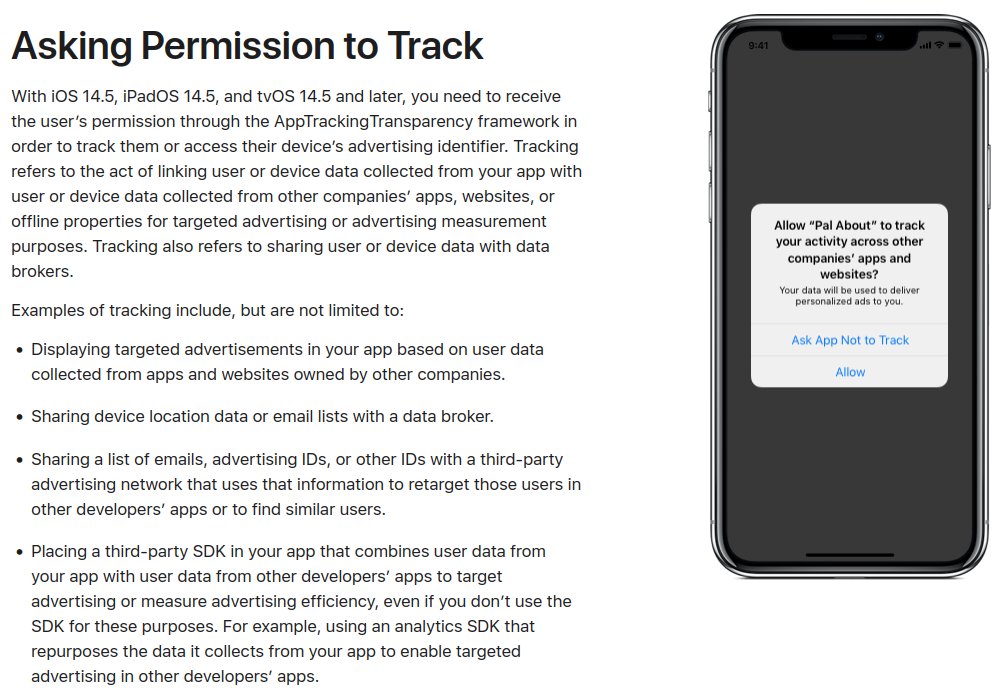 Asking Permission to Track
With iOS 14.5, iPadOS 14.5, and tvOS 14.5 and later, you need to receive
the user’s permission through the AppTrackingTransparency framework in
order to track them or access their device’s advertising identifier. Tracking
refers to the act of linking user or device data collected from your app with
user or device data collected from other companies’ apps, websites, or
offline properties for targeted advertising or advertising measurement
purposes. Tracking also refers to sharing user or device data with data
brokers.
Examples of tracking include, but are not limited to:
• Displaying targeted advertisements in your app based on user data
collected from apps and websites owned by other companies.
• Sharing device location data or email lists with a data broker.
• Sharing a list of emails, advertising IDs, or other IDs with a third-party
advertising network that uses that information to retarget those users in
other developers’ apps or to find similar users.
• Placing a third-party SDK in your app that combines user data from
your app with user data from other developers’ apps to target
advertising or measure advertising efficiency, even if you don’t use the
SDK for these purposes. For example, using an analytics SDK that
repurposes the data it collects from your app to enable targeted
advertising in other developers’ apps.
9:41
Allow “Pal About” to track
your activity across other
companies’ apps and
websites?
Your data will be used to deliver
personalized ads to you.
Ask App Not to Track
Allow